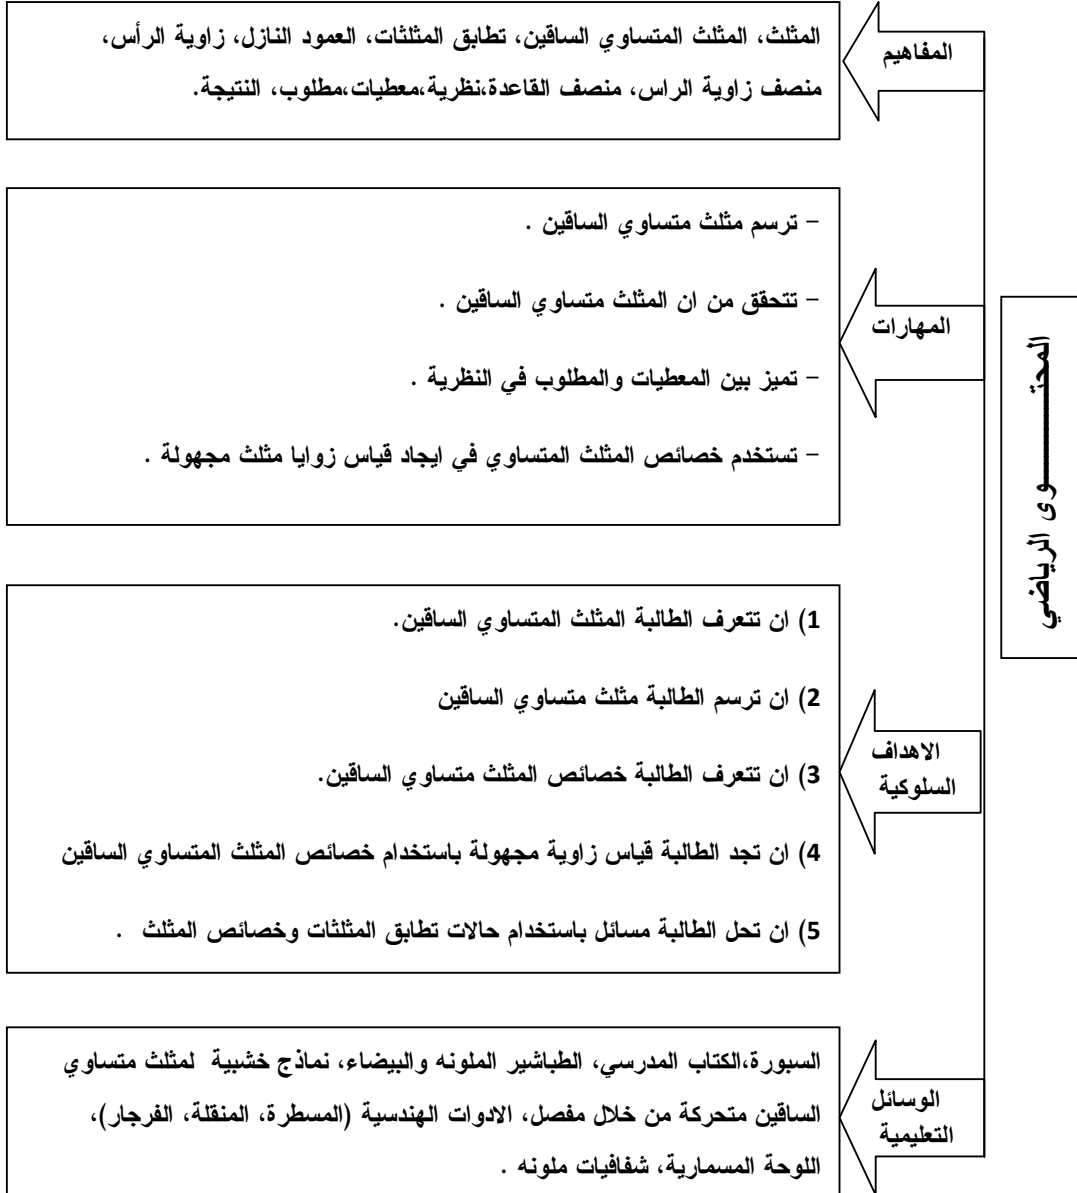 المحتـــــــوى الرياضي
المفاهيم
المثلث، المثلث المتساوي الساقين، تطابق المثلثات، العمود النازل، زاوية الرأس،
منصف زاوية الراس، منصف القاعدة،نظرية،معطيات،مطلوب، النتيجة.
المهارات
- ترسم مثلث متساوي الساقين .
- تتحقق من ان المثلث متساوي الساقين .
- تميز بين المعطيات والمطلوب في النظرية .
- تستخدم خصائص المثلث المتساوي في ايجاد قياس زوايا مثلث مجهولة .
الاهداف
السلوكية
1) ان تتعرف الطالبة المثلث المتساوي الساقين.
2) ان ترسم الطالبة مثلث متساوي الساقين
3) ان تتعرف الطالبة خصائص المثلث متساوي الساقين.
4) ان تجد الطالبة قياس زاوية مجهولة باستخدام خصائص المثلث المتساوي الساقين
5) ان تحل الطالبة مسائل باستخدام حالات تطابق المثلثات وخصائص المثلث .
الوسائل
التعليمية
السبورة،الكتاب المدرسي، الطباشير الملونه والبيضاء، نماذج خشبية لمثلث متساوي
الساقين متحركة من خلال مفصل، الادوات الهندسية (المسطرة، المنقلة، الفرجار)،
اللوحة المسمارية، شفافيات ملونه .